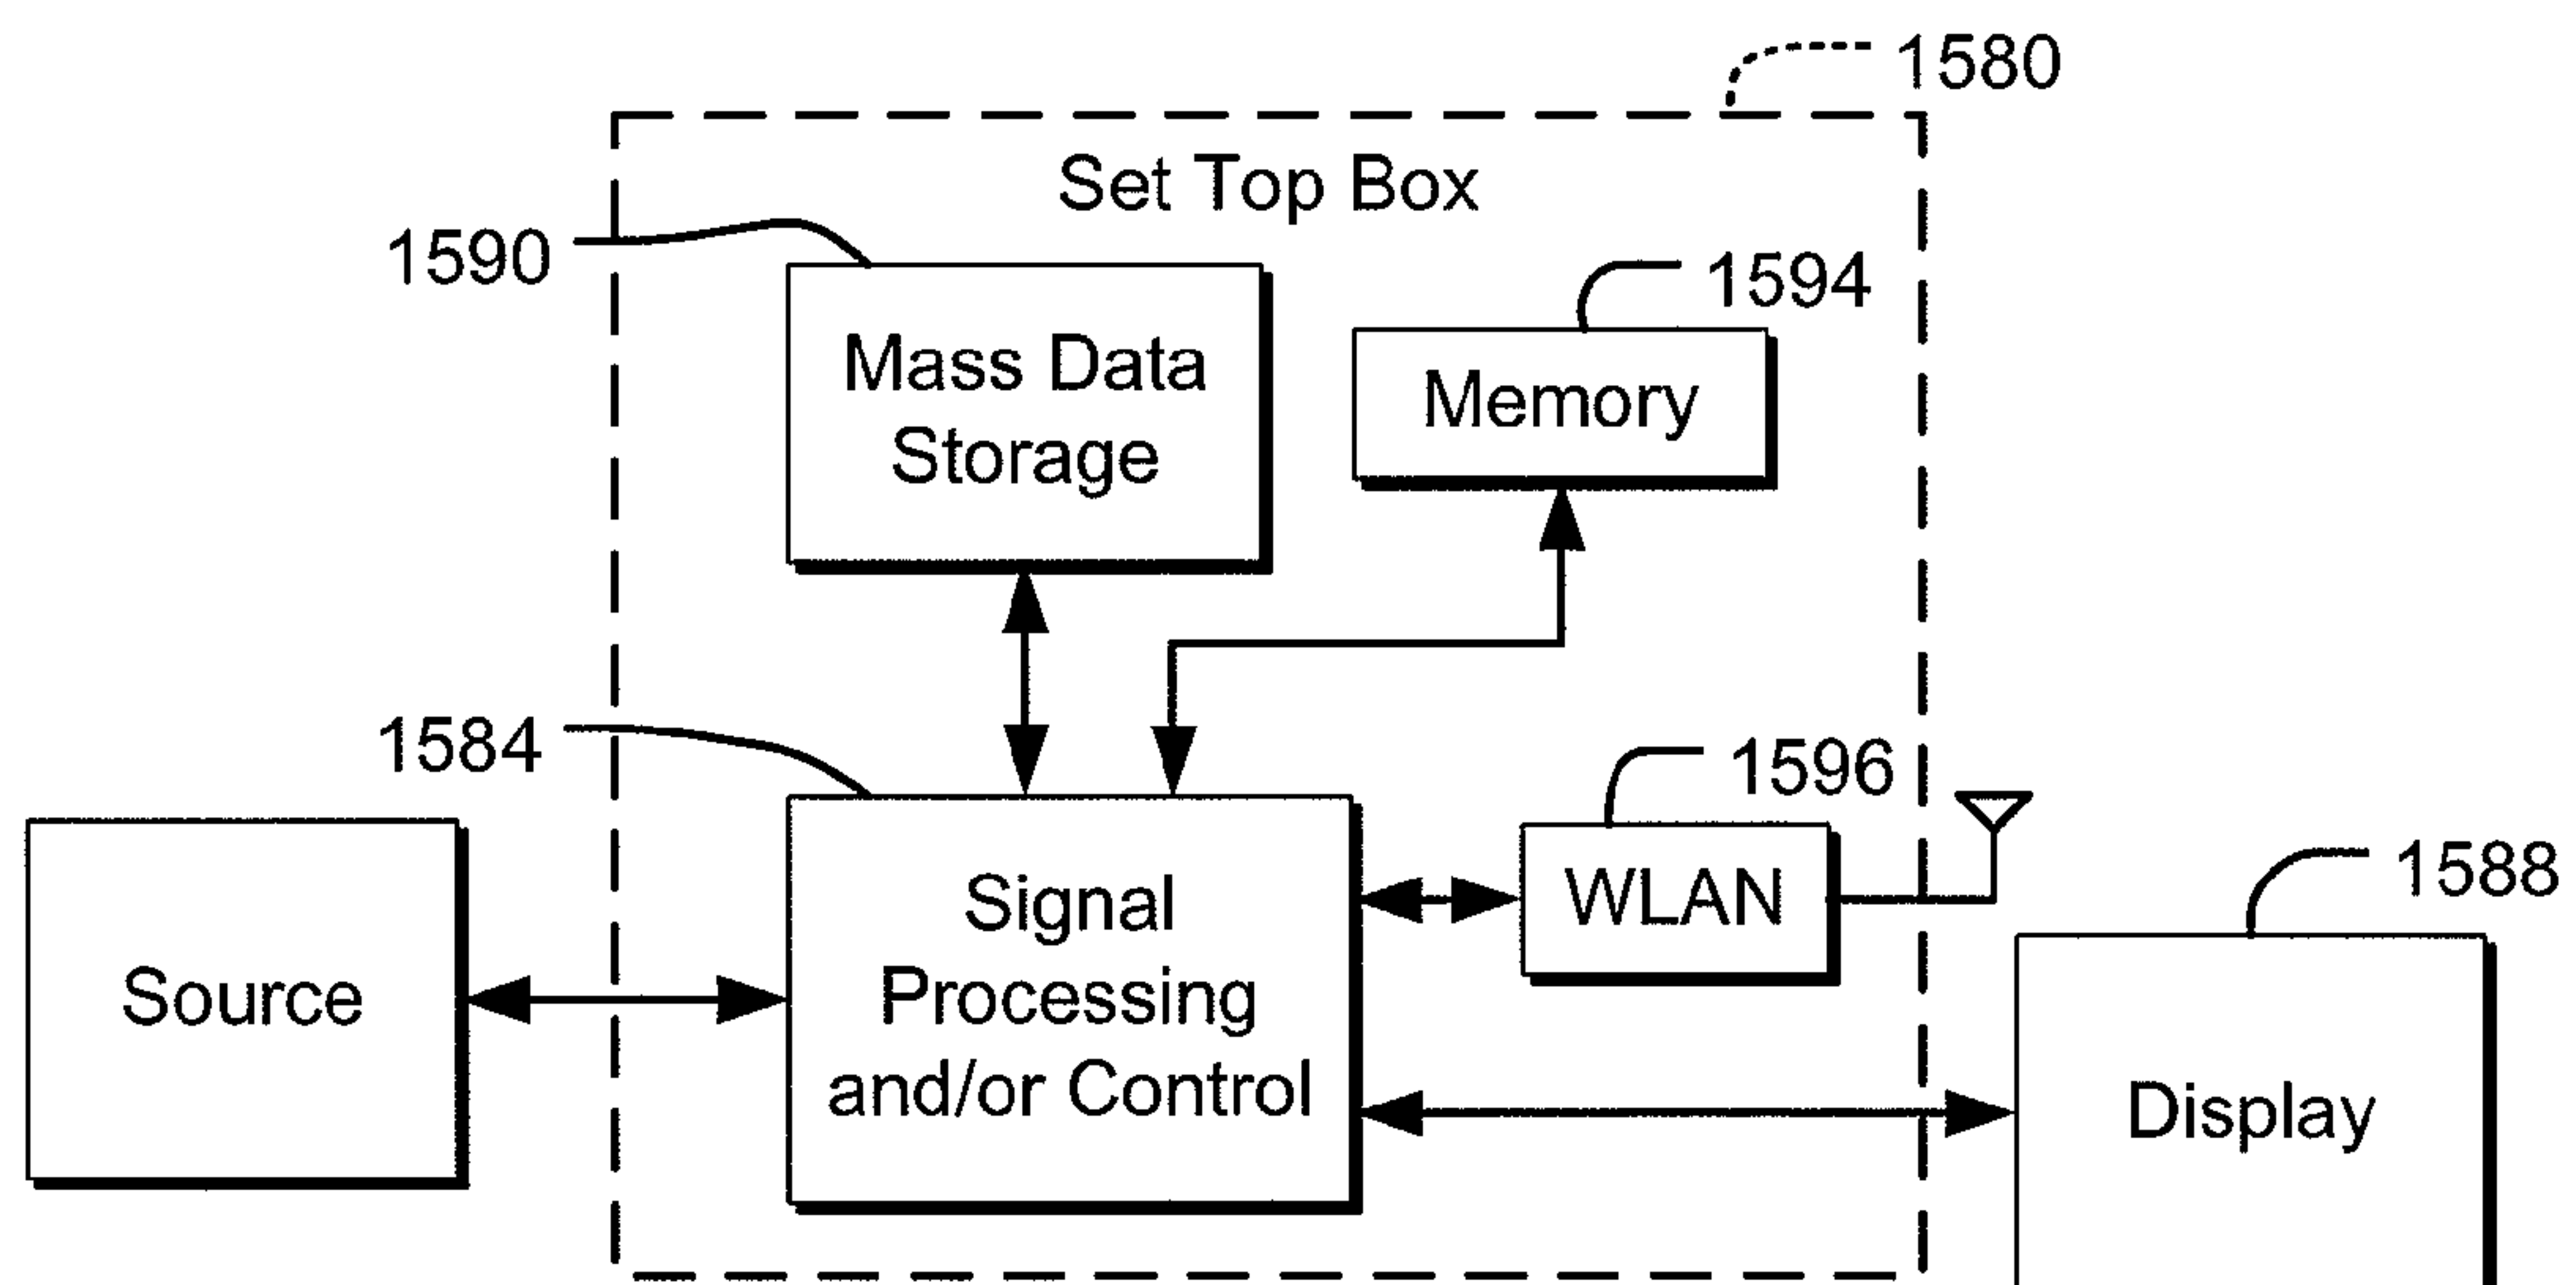 1580
Set Top Box
1590
1594
Mass Data
Storage
Memory
1584
1596
1588
Source
Signal
Processing
and/or Control
WLAN
Display